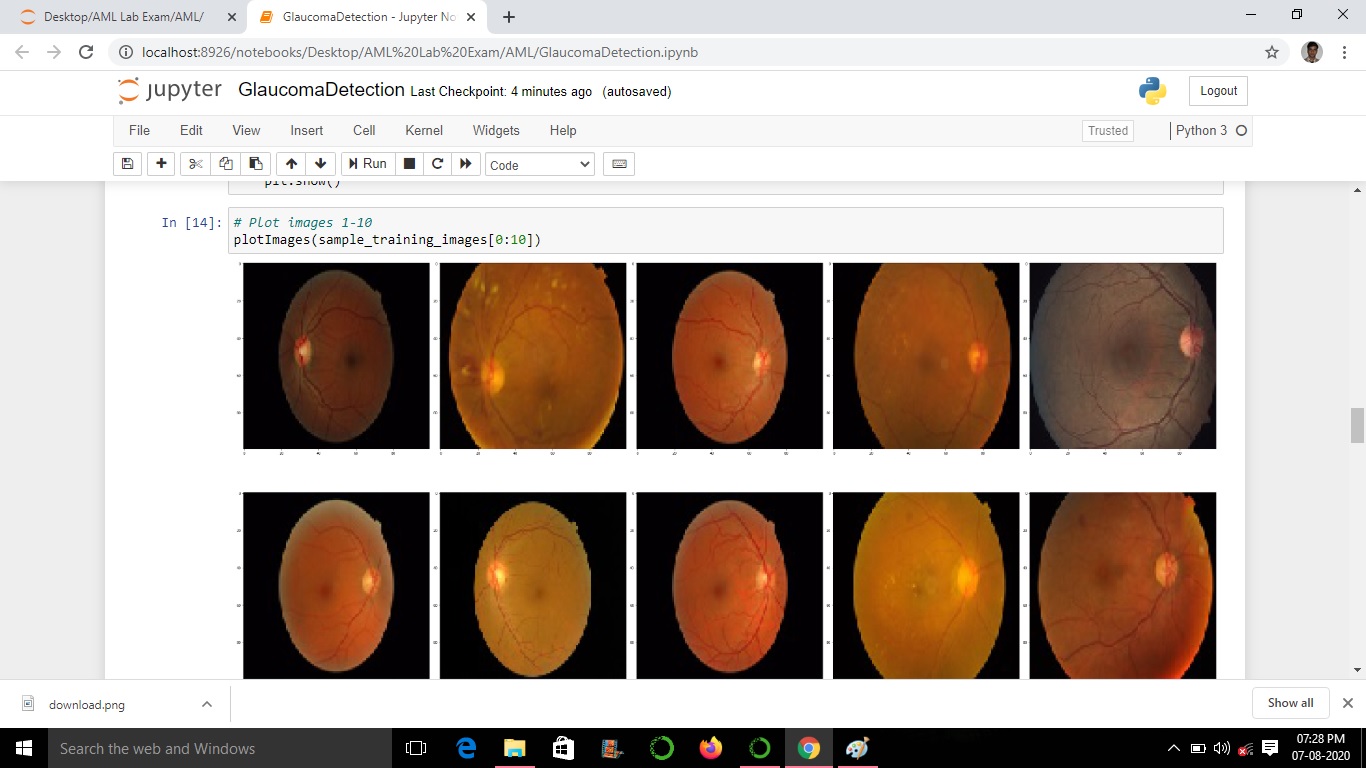 Desktop/AML Lab Exam/AML/
GlaucomaDetection - Jupyter No
localhost:8926/notebooks/Desktop/AML%20Lab%20Exam/AML/GlaucomaDetection.ipynb
jupyter GlaucomaDetection Last Checkpoint: 4 minutes ago (autosaved)
Logout
File Edit View Insert Cell Kernel Widgets Help
Trusted
Python 3
Run
Code
plt.show()
In [14]:
# Plot images 1-10
plotImages(sample_training_images[0:10])
download.png
Show all
Search the web and Windows
07:28 PM
07-08-2020